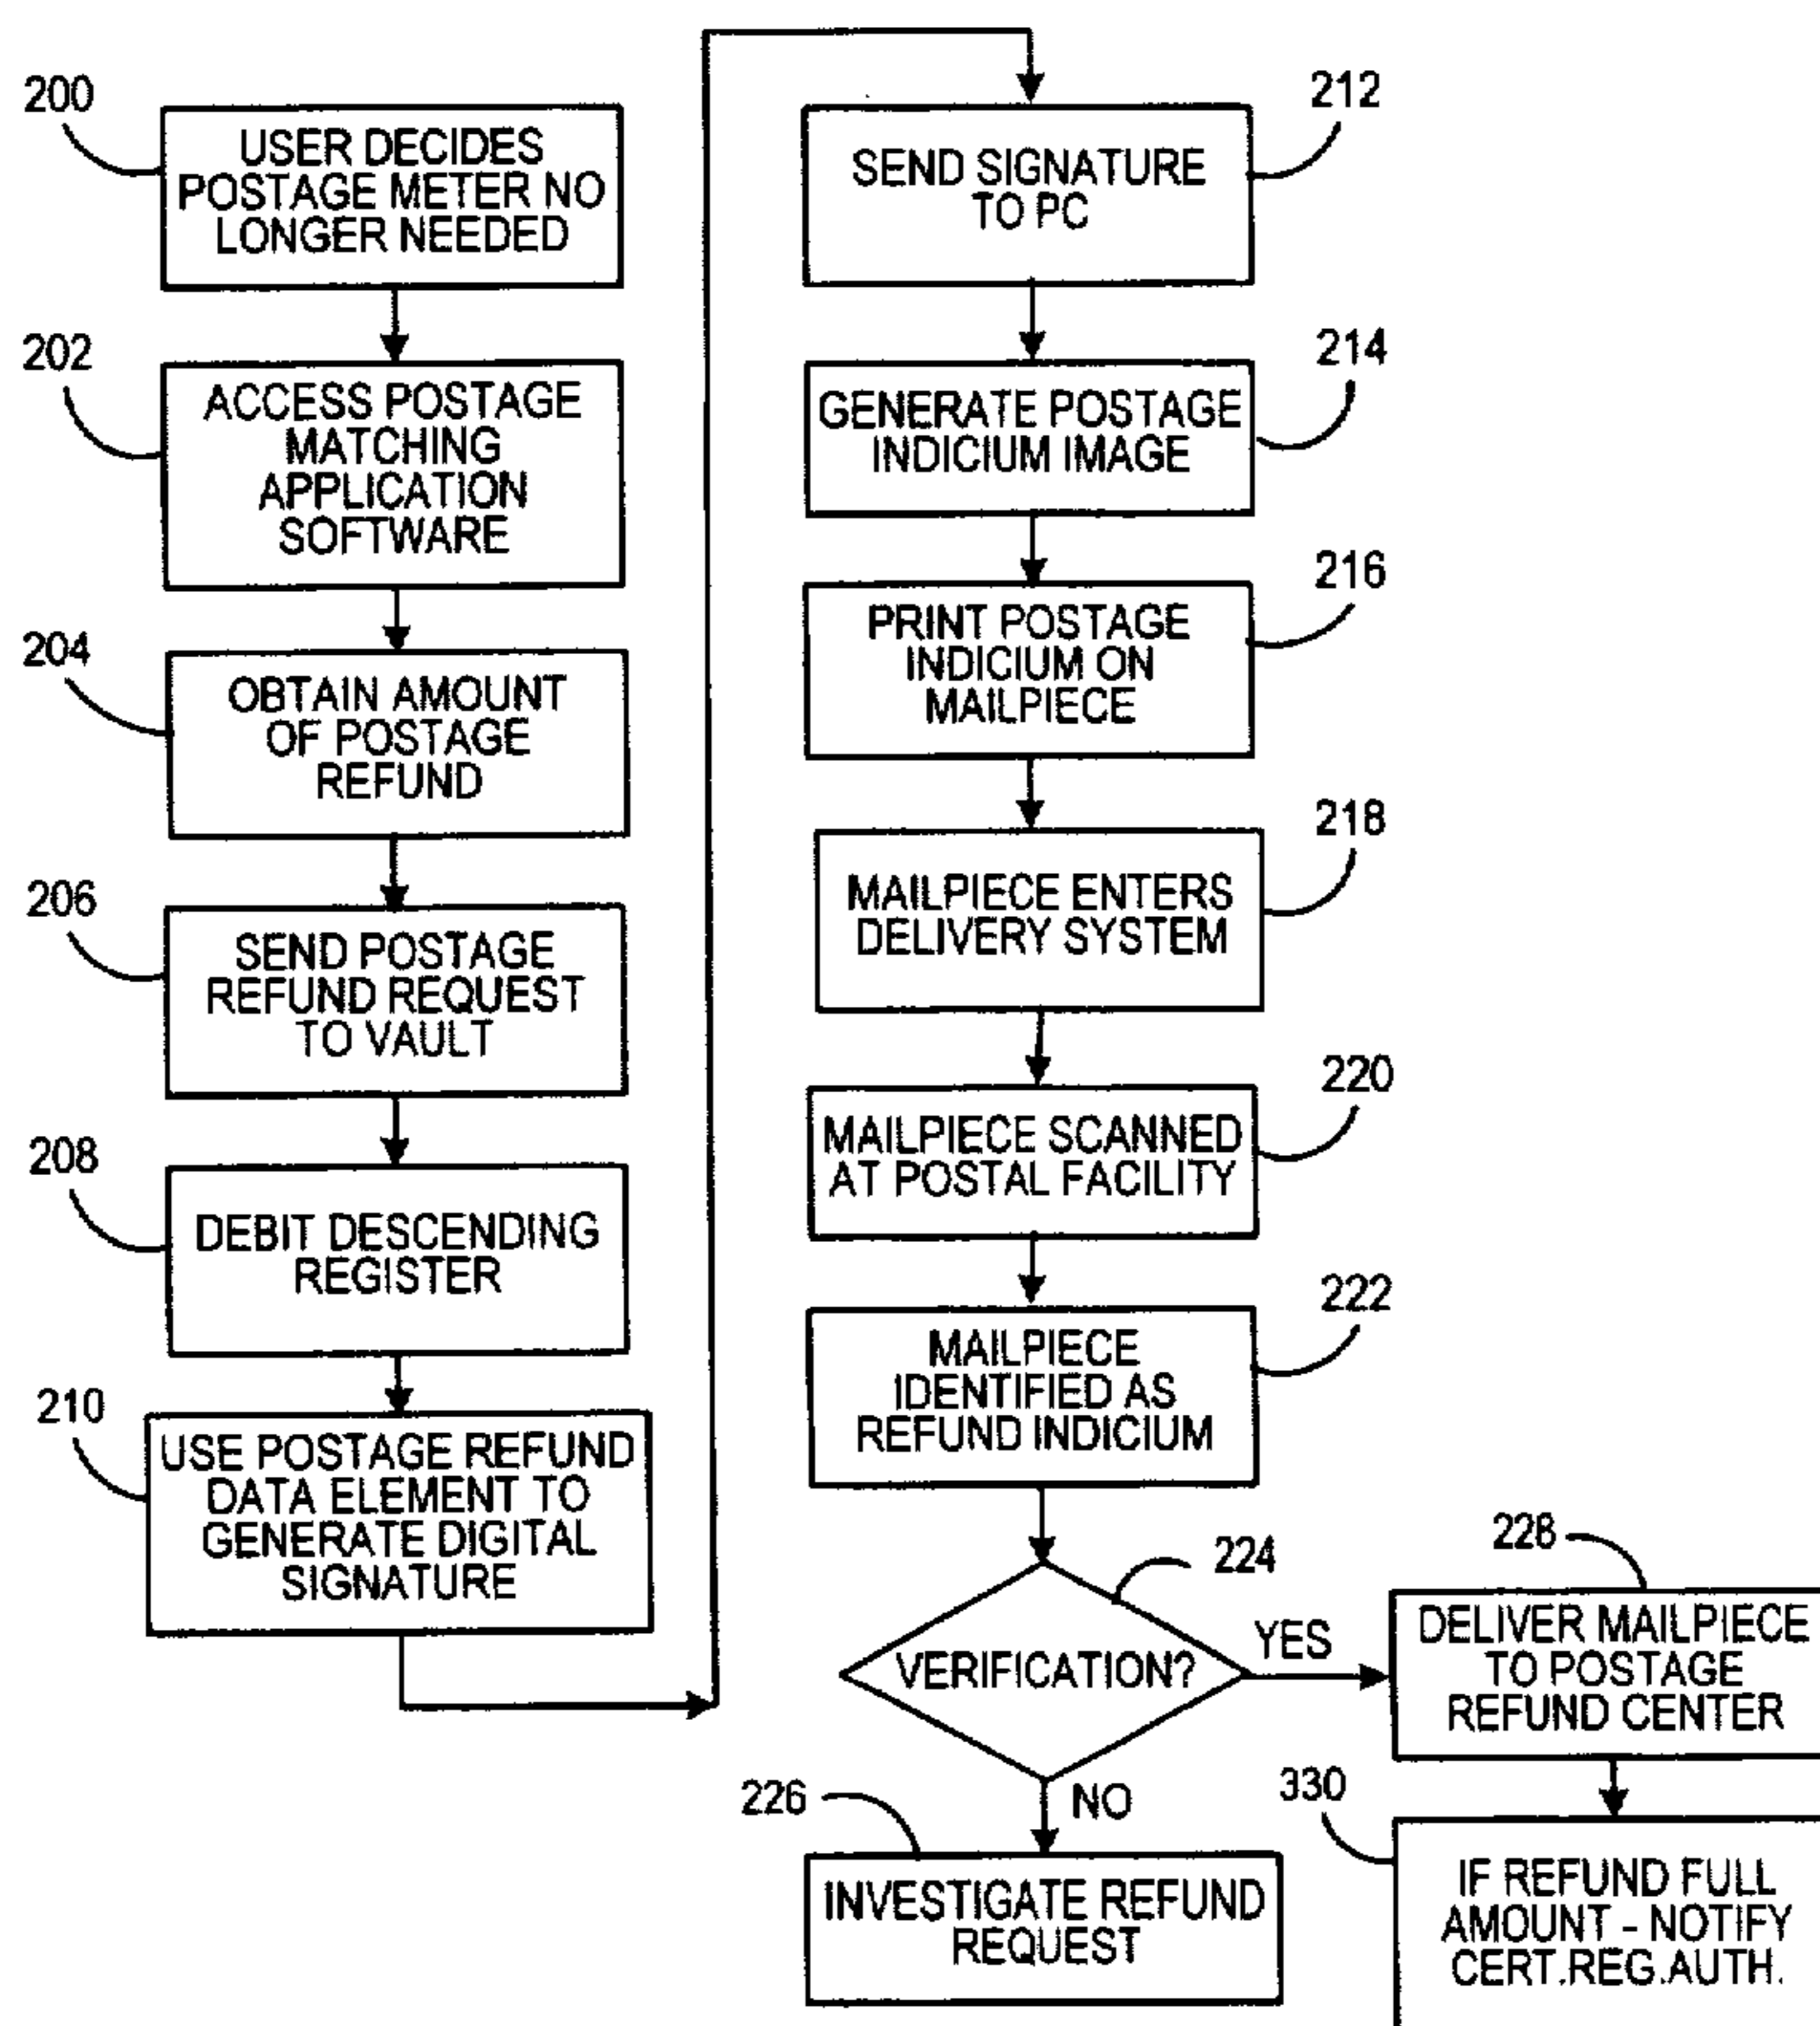 200
USER DECIDES
POSTAGE METER NO
LONGER NEEDED
202
ACCESS POSTAGE
MATCHING
APPLICATION
SOFTWARE
204
OBTAIN AMOUNT
OF POSTAGE
REFUND
206
SEND POSTAGE
REFUND REQUEST
TO VAULT
208
DEBIT DESCENDING
REGISTER
210
USE POSTAGE REFUND
DATA ELEMENT TO
GENERATE DIGITAL
SIGNATURE
212
SEND SIGNATURE
TO PC
214
GENERATE POSTAGE
INDICIUM IMAGE
216
PRINT POSTAGE
INDICIUM ON
MAILPIECE
218
MAILPIECE ENTERS
DELIVERY SYSTEM
220
MAILPIECE SCANNED
AT POSTAL FACILITY
222
MAILPIECE
IDENTIFIED AS
REFUND INDICIUM
224
VERIFICATION?
YES
NO
226
INVESTIGATE REFUND
REQUEST
228
DELIVER MAILPIECE
TO POSTAGE
REFUND CENTER
330
IF REFUND FULL
AMOUNT - NOTIFY
CERT.REG.AUTH.